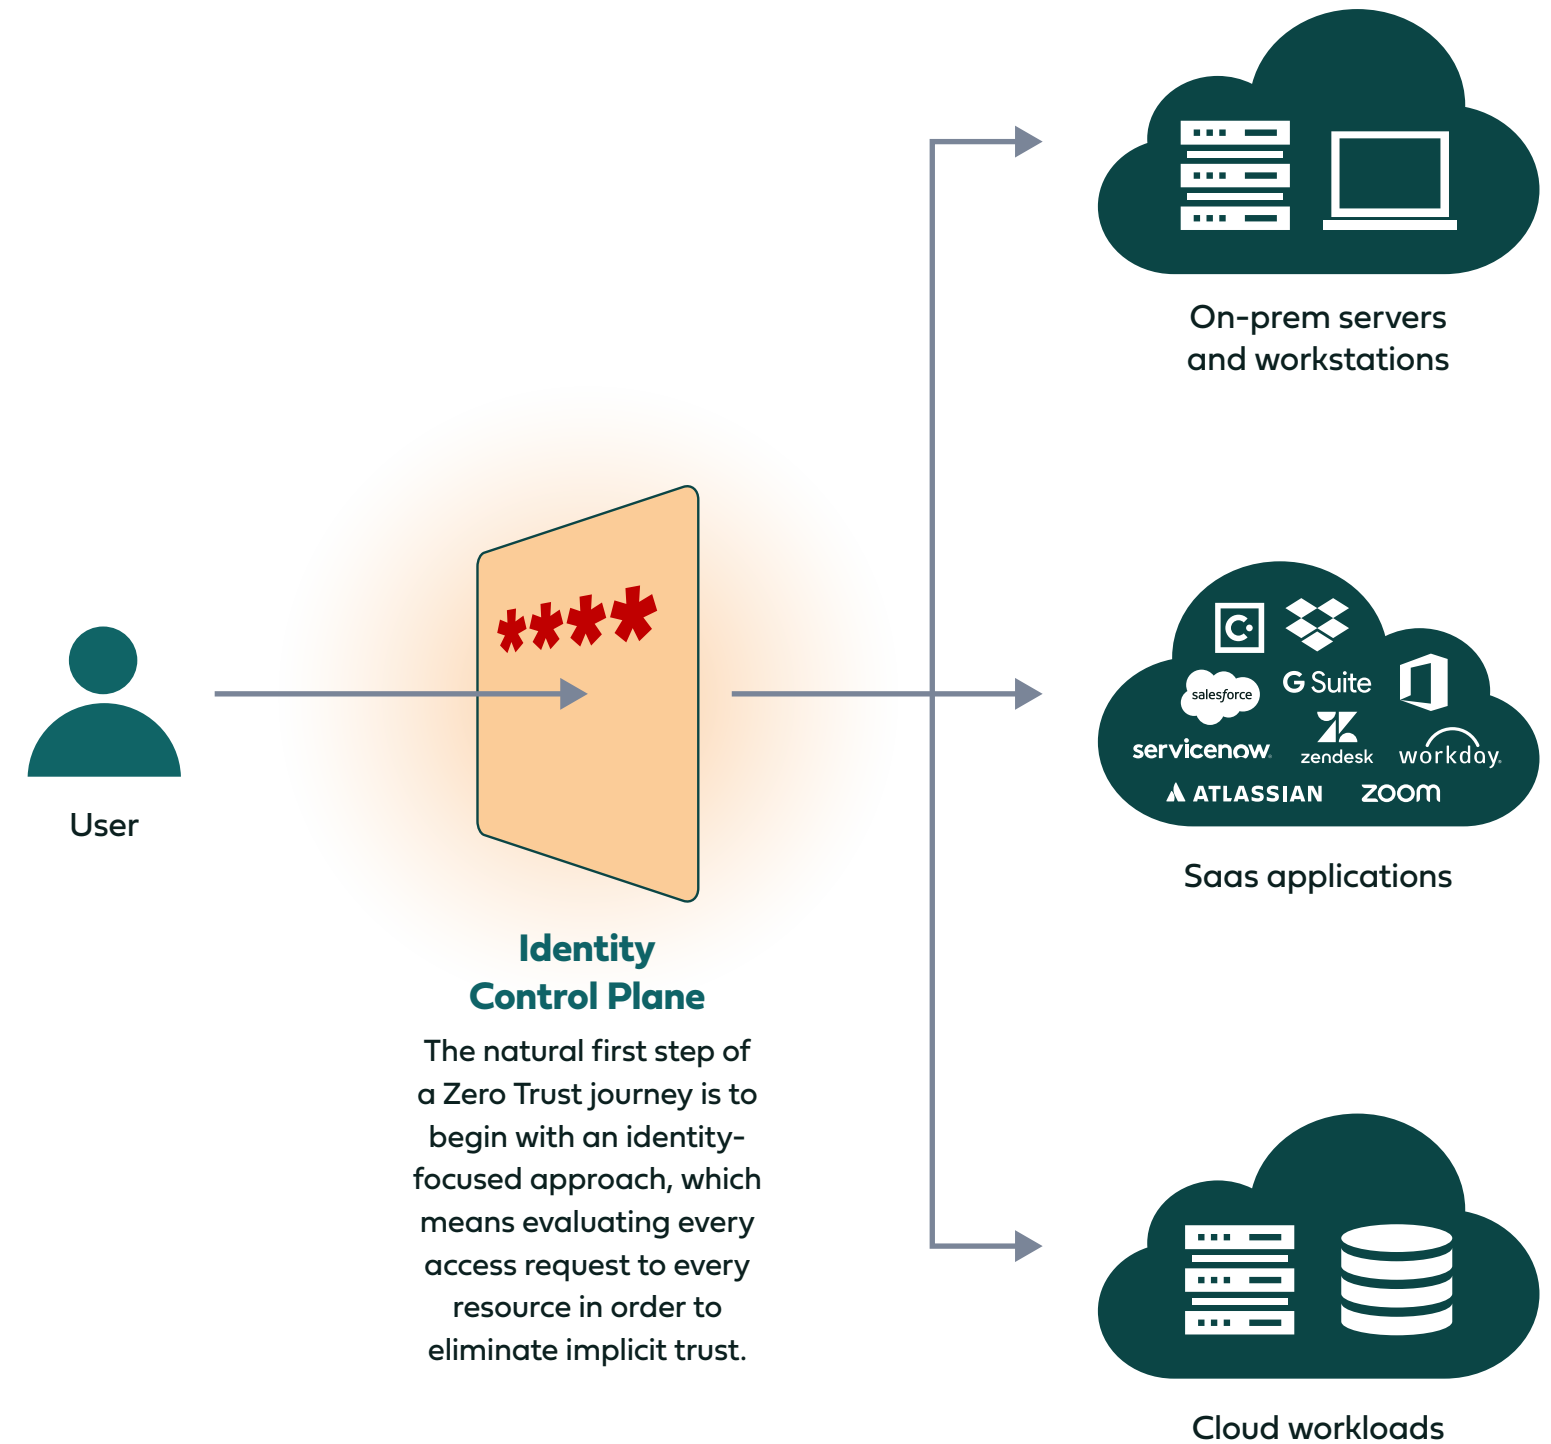 On-prem servers
and workstations
****
User
Identity
Control Plane
The natural first step of
a Zero Trust journey is to
begin with an identity-
focused approach, which
means evaluating every
access request to every
resource in order to
eliminate implicit trust.
salesforce
G Suite
servicenow
zendesk
workday
ATLASSIAN
zoom
Saas applications
Cloud workloads